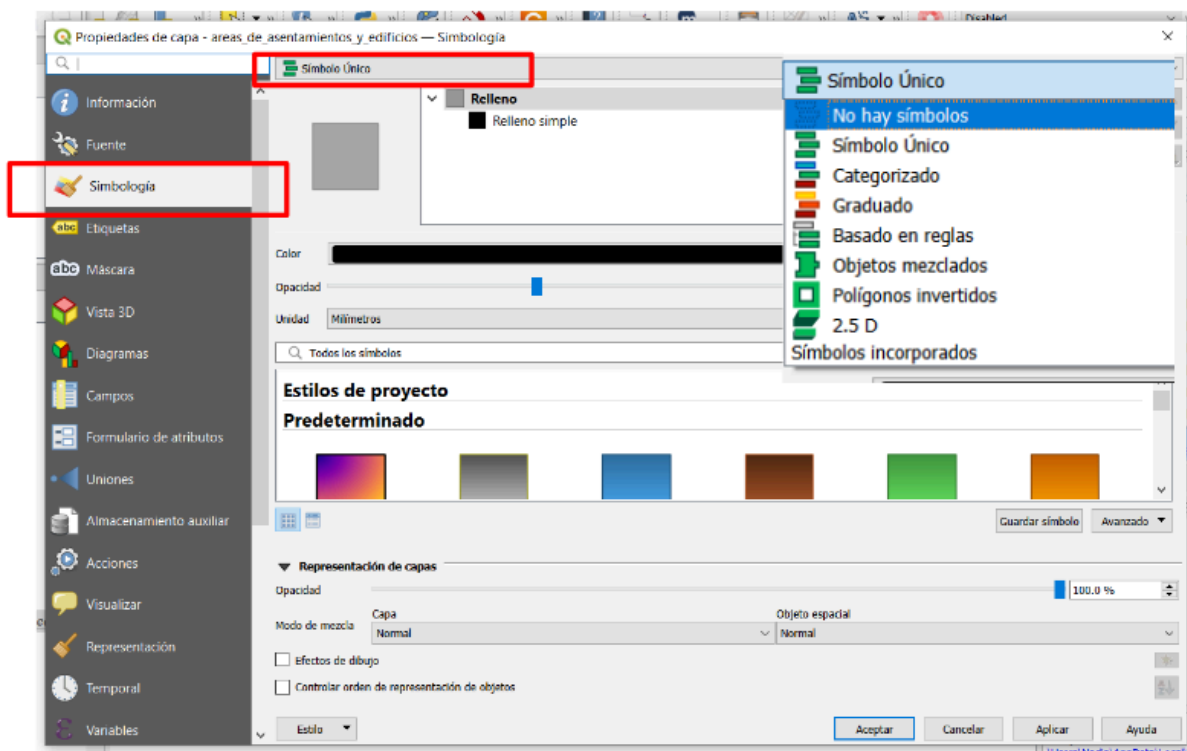 Disabled
Propiedades de capa - areas_de_asentamientos_y_edificios — Simbología
Símbolo Único
Información
Fuente
Simbología
Etiquetas
Máscara
Vista 3D
Diagramas
Campos
Formulario de atributos
Uniones
Almacenamiento auxiliar
Acciones
Visualizar
Representación
Temporal
Variables
Relleno
Relleno simple
Símbolo Único
No hay símbolos
Símbolo Único
Categorizado
Graduado
Basado en reglas
Objetos mezclados
Polígonos invertidos
2.5 D
Símbolos incorporados
Color
Opacidad
Unidad Milímetros
Todos los símbolos
Estilos de proyecto
Predeterminado
Guardar símbolo Avanzado
Representación de capas
Opacidad 100.0 %
Capa Objeto espacial
Modo de mezcla Normal Normal
Efectos de dibujo
Controlar orden de representación de objetos
Estilo Aceptar Cancelar Aplicar Ayuda